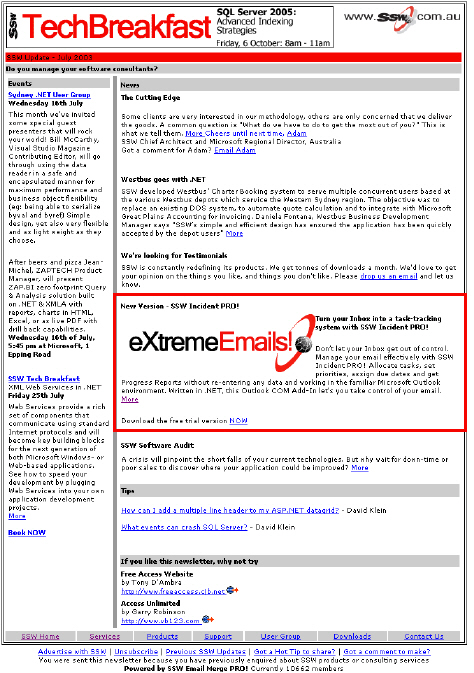 SSW TechBreakfast
SQL Server 2005:
Advanced Indexing
Strategies
Friday, 6 October: 8am - 11am
www.SSW.com.au
SSW Update - July 2003
Do you manage your software consultants?
Events
Sydney .NET User Group
Wednesday 16th July
This month we've invited
some special guest
presenters that will rock
your world! Bill McCarthy,
Visual Studio Magazine
Contributing Editor, will go
through using the data
reader in a safe and
encapsulated manner for
maximum performance and
business object flexibility
(eg: being able to serialize
byval and byref) Simple
design, yet also very flexible
and as light weight as they
choose.
After beers and pizza Jean-
Michel, ZAPTECH Product
Manager, will present
ZAP.BI zero footprint Query
& Analysis solution built
on .NET & XMLA with
reports, charts in HTML,
Excel, or as live PDF with
drill back capabilities.
Wednesday 16th of July,
5:45 pm at Microsoft, 1
Epping Road
SSW Tech Breakfast
XML Web Services in .NET
Friday 25th July
Web Services provide a rich
set of components that
communicate using standard
Internet protocols and will
become key building blocks
for the next generation of
both Microsoft Windows- or
Web-based applications.
See how to speed your
development by plugging
Web Services into your own
application development
projects.
More
Book NOW
News
The Cutting Edge
Some clients are very interested in our methodology, others are only concerned that we deliver
the goods. A common question is "What do we have to do to get the most out of you?" This is
what we tell them. More Cheers until next time, Adam
SSW Chief Architect and Microsoft Regional Director, Australia
Got a comment for Adam? Email Adam
Westbus goes with .NET
SSW developed Westbus' Charter Booking system to serve multiple concurrent users based at
the various Westbus depots which service the Western Sydney region. The objective was to
replace an existing DOS system, to automate quote calculation and to integrate with Microsoft
Great Plains Accounting for invoicing. Daniela Fontana, Westbus Business Development
Manager says "SSW's simple and efficient design has ensured the application has been quickly
accepted by the depot users" More
We're looking for Testimonials
SSW is constantly redefining its products. We get tonnes of downloads a month. We'd love to get
your opinion on the things you like, and things you don't like. Please drop us an email and let us
know.
New Version - SSW Incident PRO!
eXtremeEmails!
Turn your Inbox into a task-tracking
system with SSW Incident PRO!
Don't let your Inbox get out of control.
Manage your email effectively with SSW
Incident PRO! Allocate tasks, set
priorities, assign due dates and get
Progress Reports without re-entering any data and working in the familiar Microsoft Outlook
environment. Written in .NET, this Outlook COM Add-In let's you take control of your email.
More
Download the free trial version NOW
SSW Software Audit
A crisis will pinpoint the short falls of your current technologies. But why wait for down-time or
poor sales to discover where your application could be improved? More
Tips
How can I add a multiple line header to my ASP.NET datagrid? - David Klein
What events can crash SQL Server? - David Klein
If you like this newsletter, why not try
Free Access Website
by Tony D'Ambra
http://www.freeaccess.clb.net
Access Unlimited
by Garry Robinson
http://www.vb123.com
SSW Home Services Products Support User Group Downloads Contact Us
Advertise with SSW | Unsubscribe | Previous SSW Updates | Got a Hot Tip to share? | Got a comment to make?
You were sent this newsletter because you have previously enquired about SSW products or consulting services
Powered by SSW Email Merge PRO! Currently 10662 members